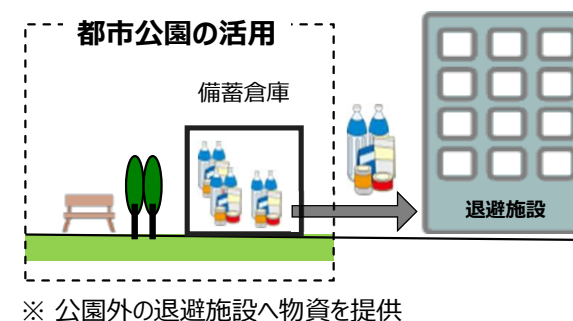 都市公園の活用
備蓄倉庫
退避施設
※ 公園外の退避施設へ物資を提供